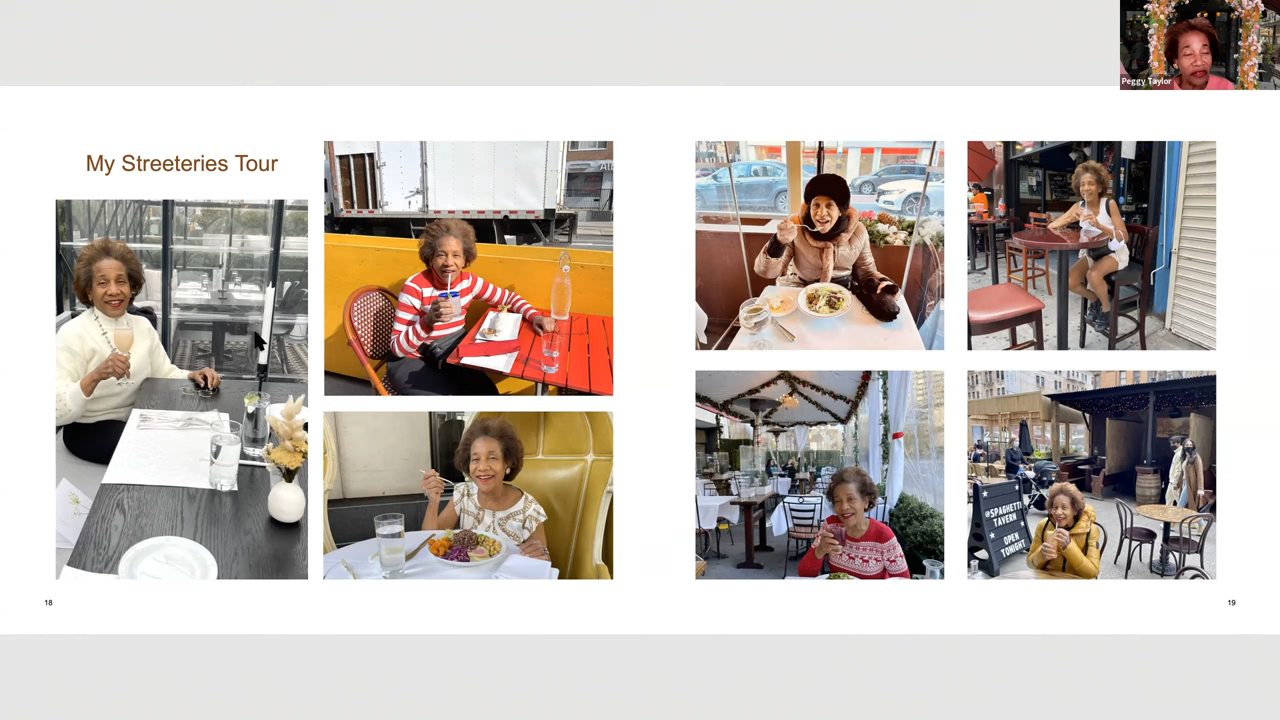 Peggy Taylor
My Streeteries Tour
@SPAGHETTI
TAVERN
OPEN
TONIGHT
18
19